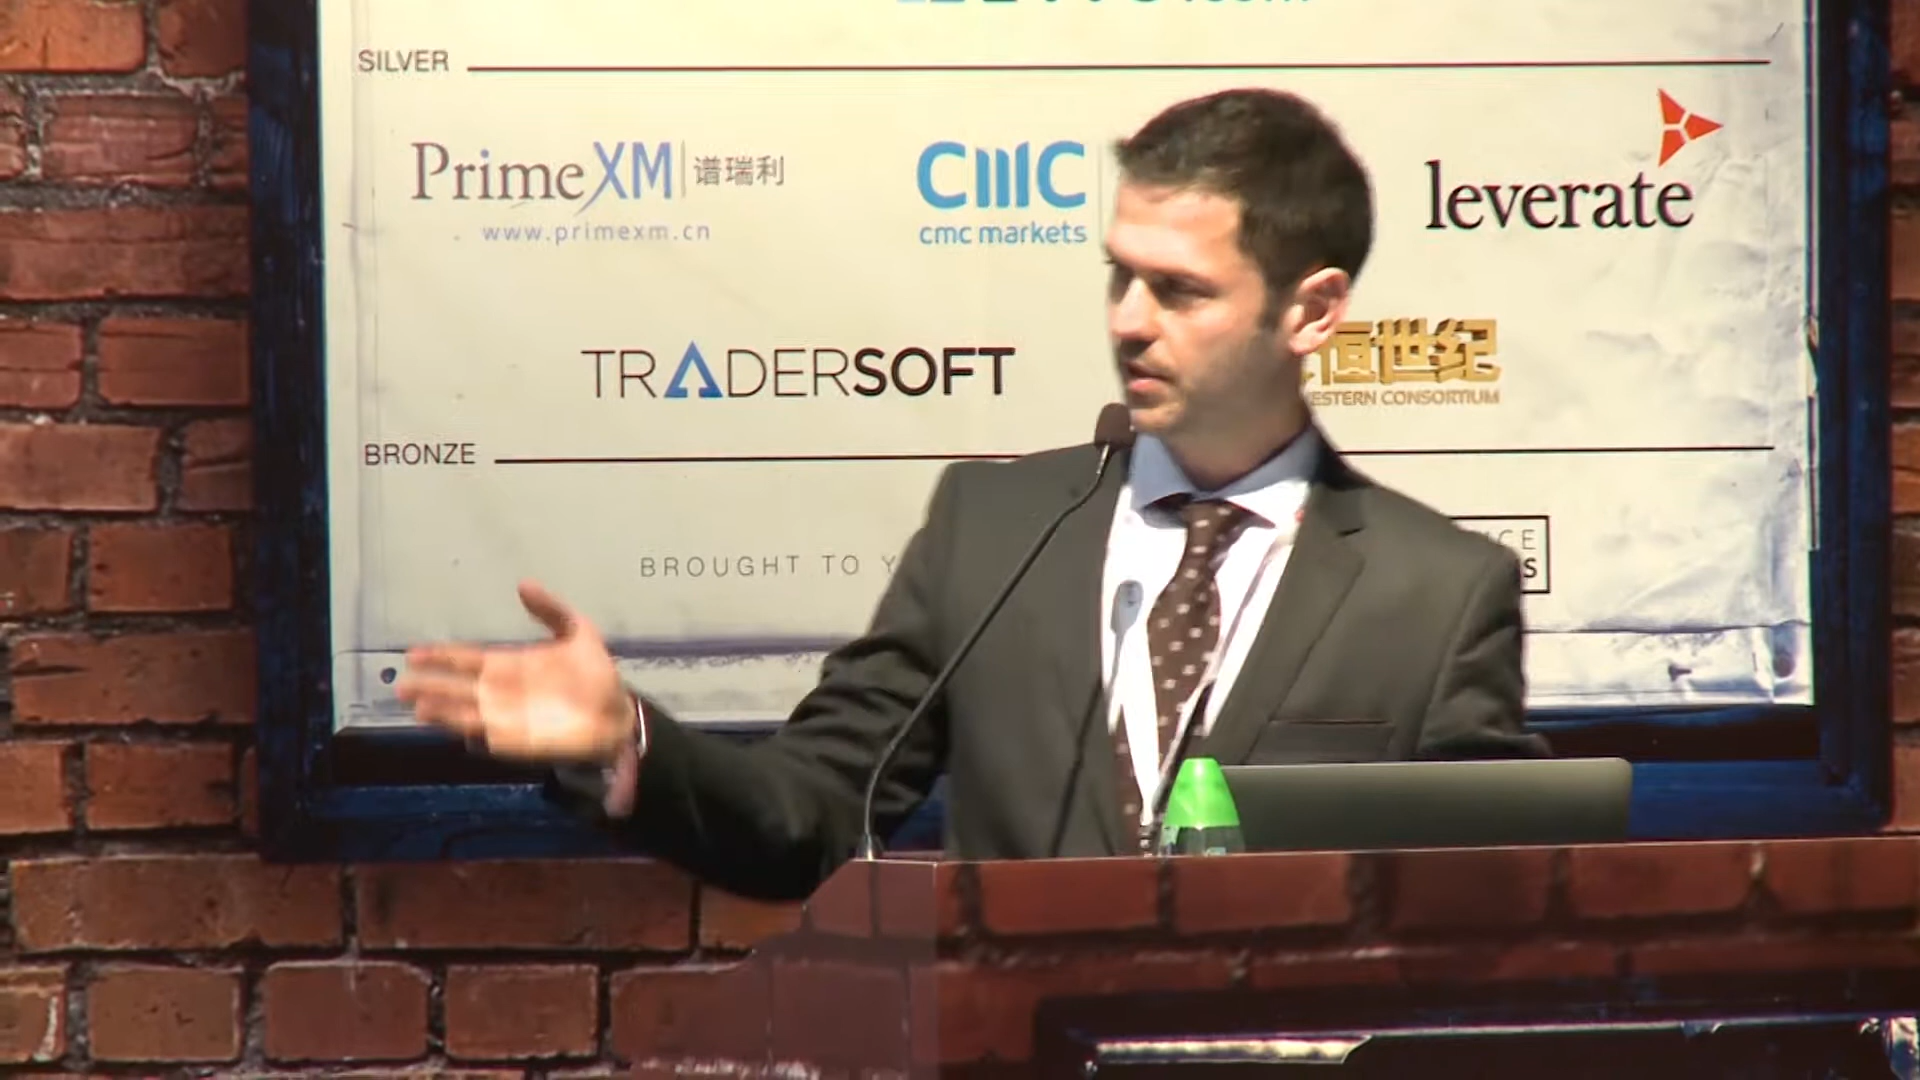 SILVER
PrimeXM 谱瑞利
www.primexm.cn
cmc
cmc markets
leverate
TRADERSOFT
恒世纪
ESTERN CONSORTIUM
BRONZE
BROUGHT TO